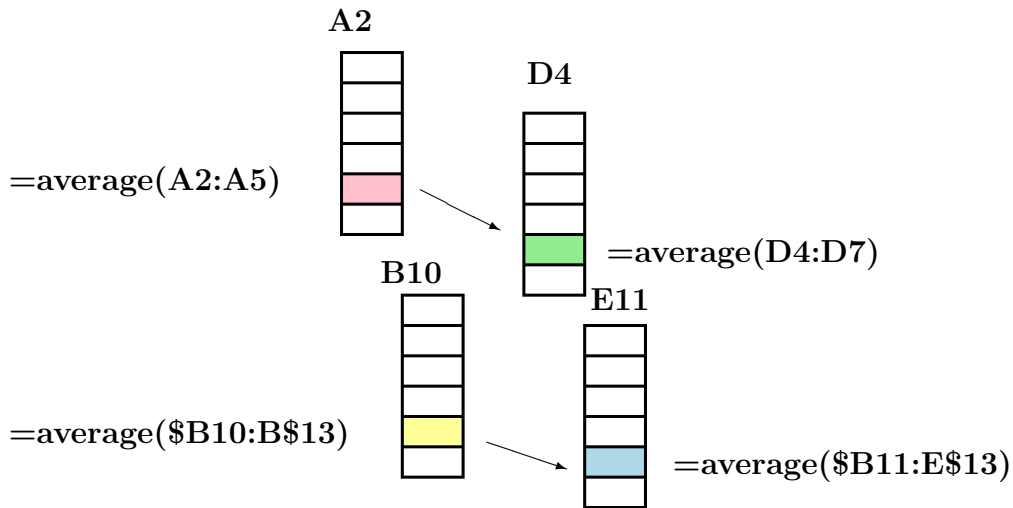 A2
D4
=average(A2:A5)
=average(D4:D7)
B10
E11
=average($B10:B$13)
=average($B11:E$13)